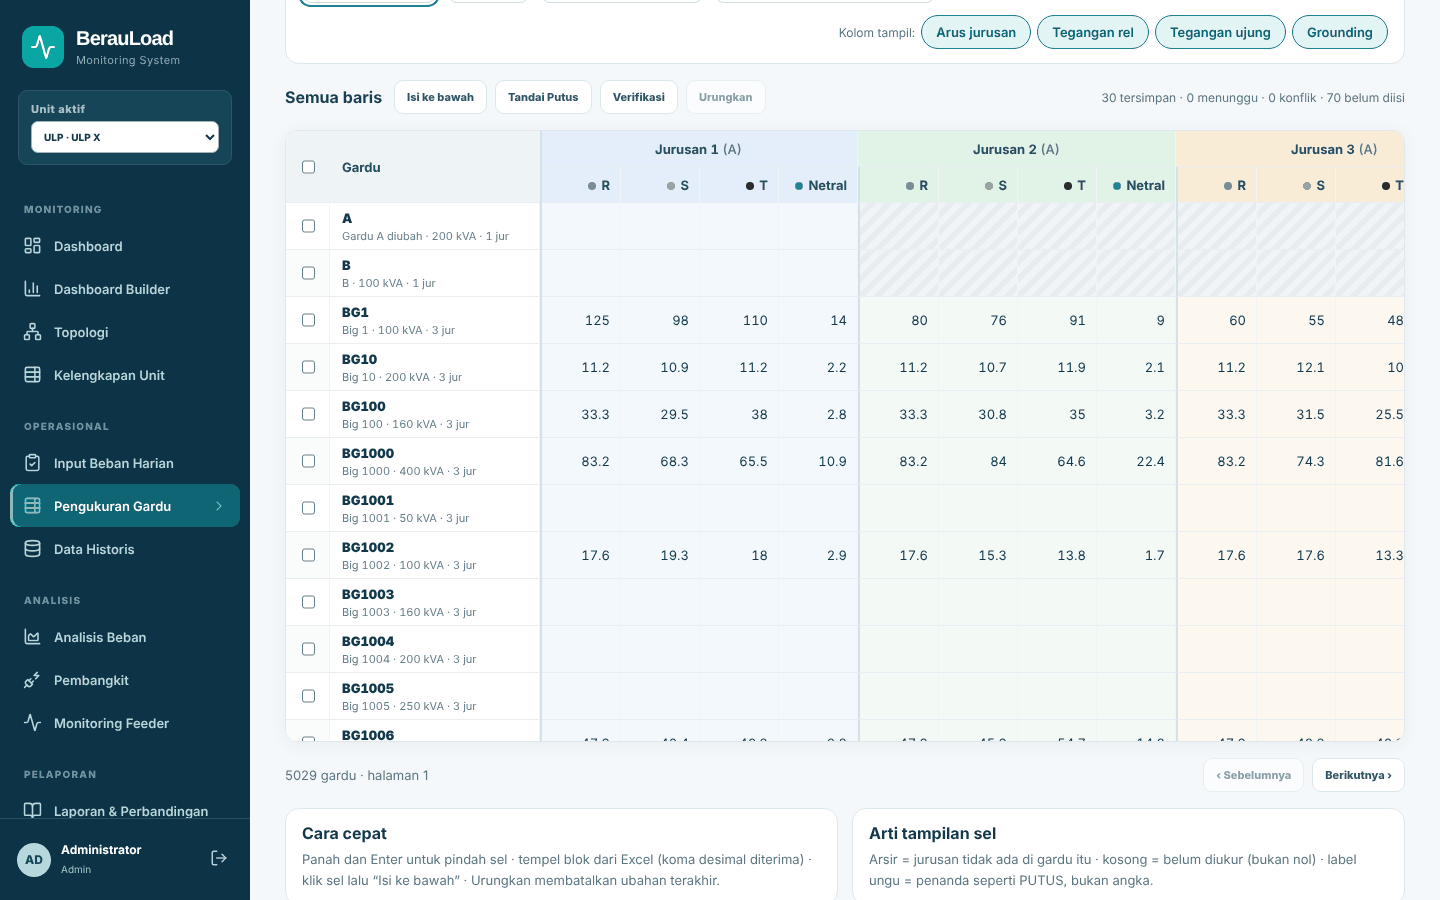 BerauLoad
Monitoring System
Unit aktif
ULP · ULP X
MONITORING
Dashboard
Dashboard Builder
Topologi
Kelengkapan Unit
OPERASIONAL
Input Beban Harian
Pengukuran Gardu
Data Historis
ANALISIS
Analisis Beban
Pembangkit
Monitoring Feeder
PELAPORAN
Laporan & Perbandingan
AD
Administrator
Admin
Kolom tampil: Arus jurusan Tegangan rel Tegangan ujung Grounding
Semua baris Isi ke bawah Tandai Putus Verifikasi Urungkan 30 tersimpan · 0 menunggu · 0 konflik · 70 belum diisi
Gardu Jurusan 1 (A) Jurusan 2 (A) Jurusan 3 (A)
R S T Netral R S T Netral R S T
A
Gardu A diubah · 200 kVA · 1 jur
B
B · 100 kVA · 1 jur
BG1
Big 1 · 100 kVA · 3 jur
125 98 110 14 80 76 91 9 60 55 48
BG10
Big 10 · 200 kVA · 3 jur
11.2 10.9 11.2 2.2 11.2 10.7 11.9 2.1 11.2 12.1 10
BG100
Big 100 · 160 kVA · 3 jur
33.3 29.5 38 2.8 33.3 30.8 35 3.2 33.3 31.5 25.5
BG1000
Big 1000 · 400 kVA · 3 jur
83.2 68.3 65.5 10.9 83.2 84 64.6 22.4 83.2 74.3 81.6
BG1001
Big 1001 · 50 kVA · 3 jur
BG1002
Big 1002 · 100 kVA · 3 jur
17.6 19.3 18 2.9 17.6 15.3 13.8 1.7 17.6 17.6 13.3
BG1003
Big 1003 · 160 kVA · 3 jur
BG1004
Big 1004 · 200 kVA · 3 jur
BG1005
Big 1005 · 250 kVA · 3 jur
BG1006
5029 gardu · halaman 1 ‹ Sebelumnya Berikutnya ›
Cara cepat
Panah dan Enter untuk pindah sel · tempel blok dari Excel (koma desimal diterima) ·
klik sel lalu “Isi ke bawah” · Urungkan membatalkan ubahan terakhir.
Arti tampilan sel
Arsir = jurusan tidak ada di gardu itu · kosong = belum diukur (bukan nol) · label
ungu = penanda seperti PUTUS, bukan angka.